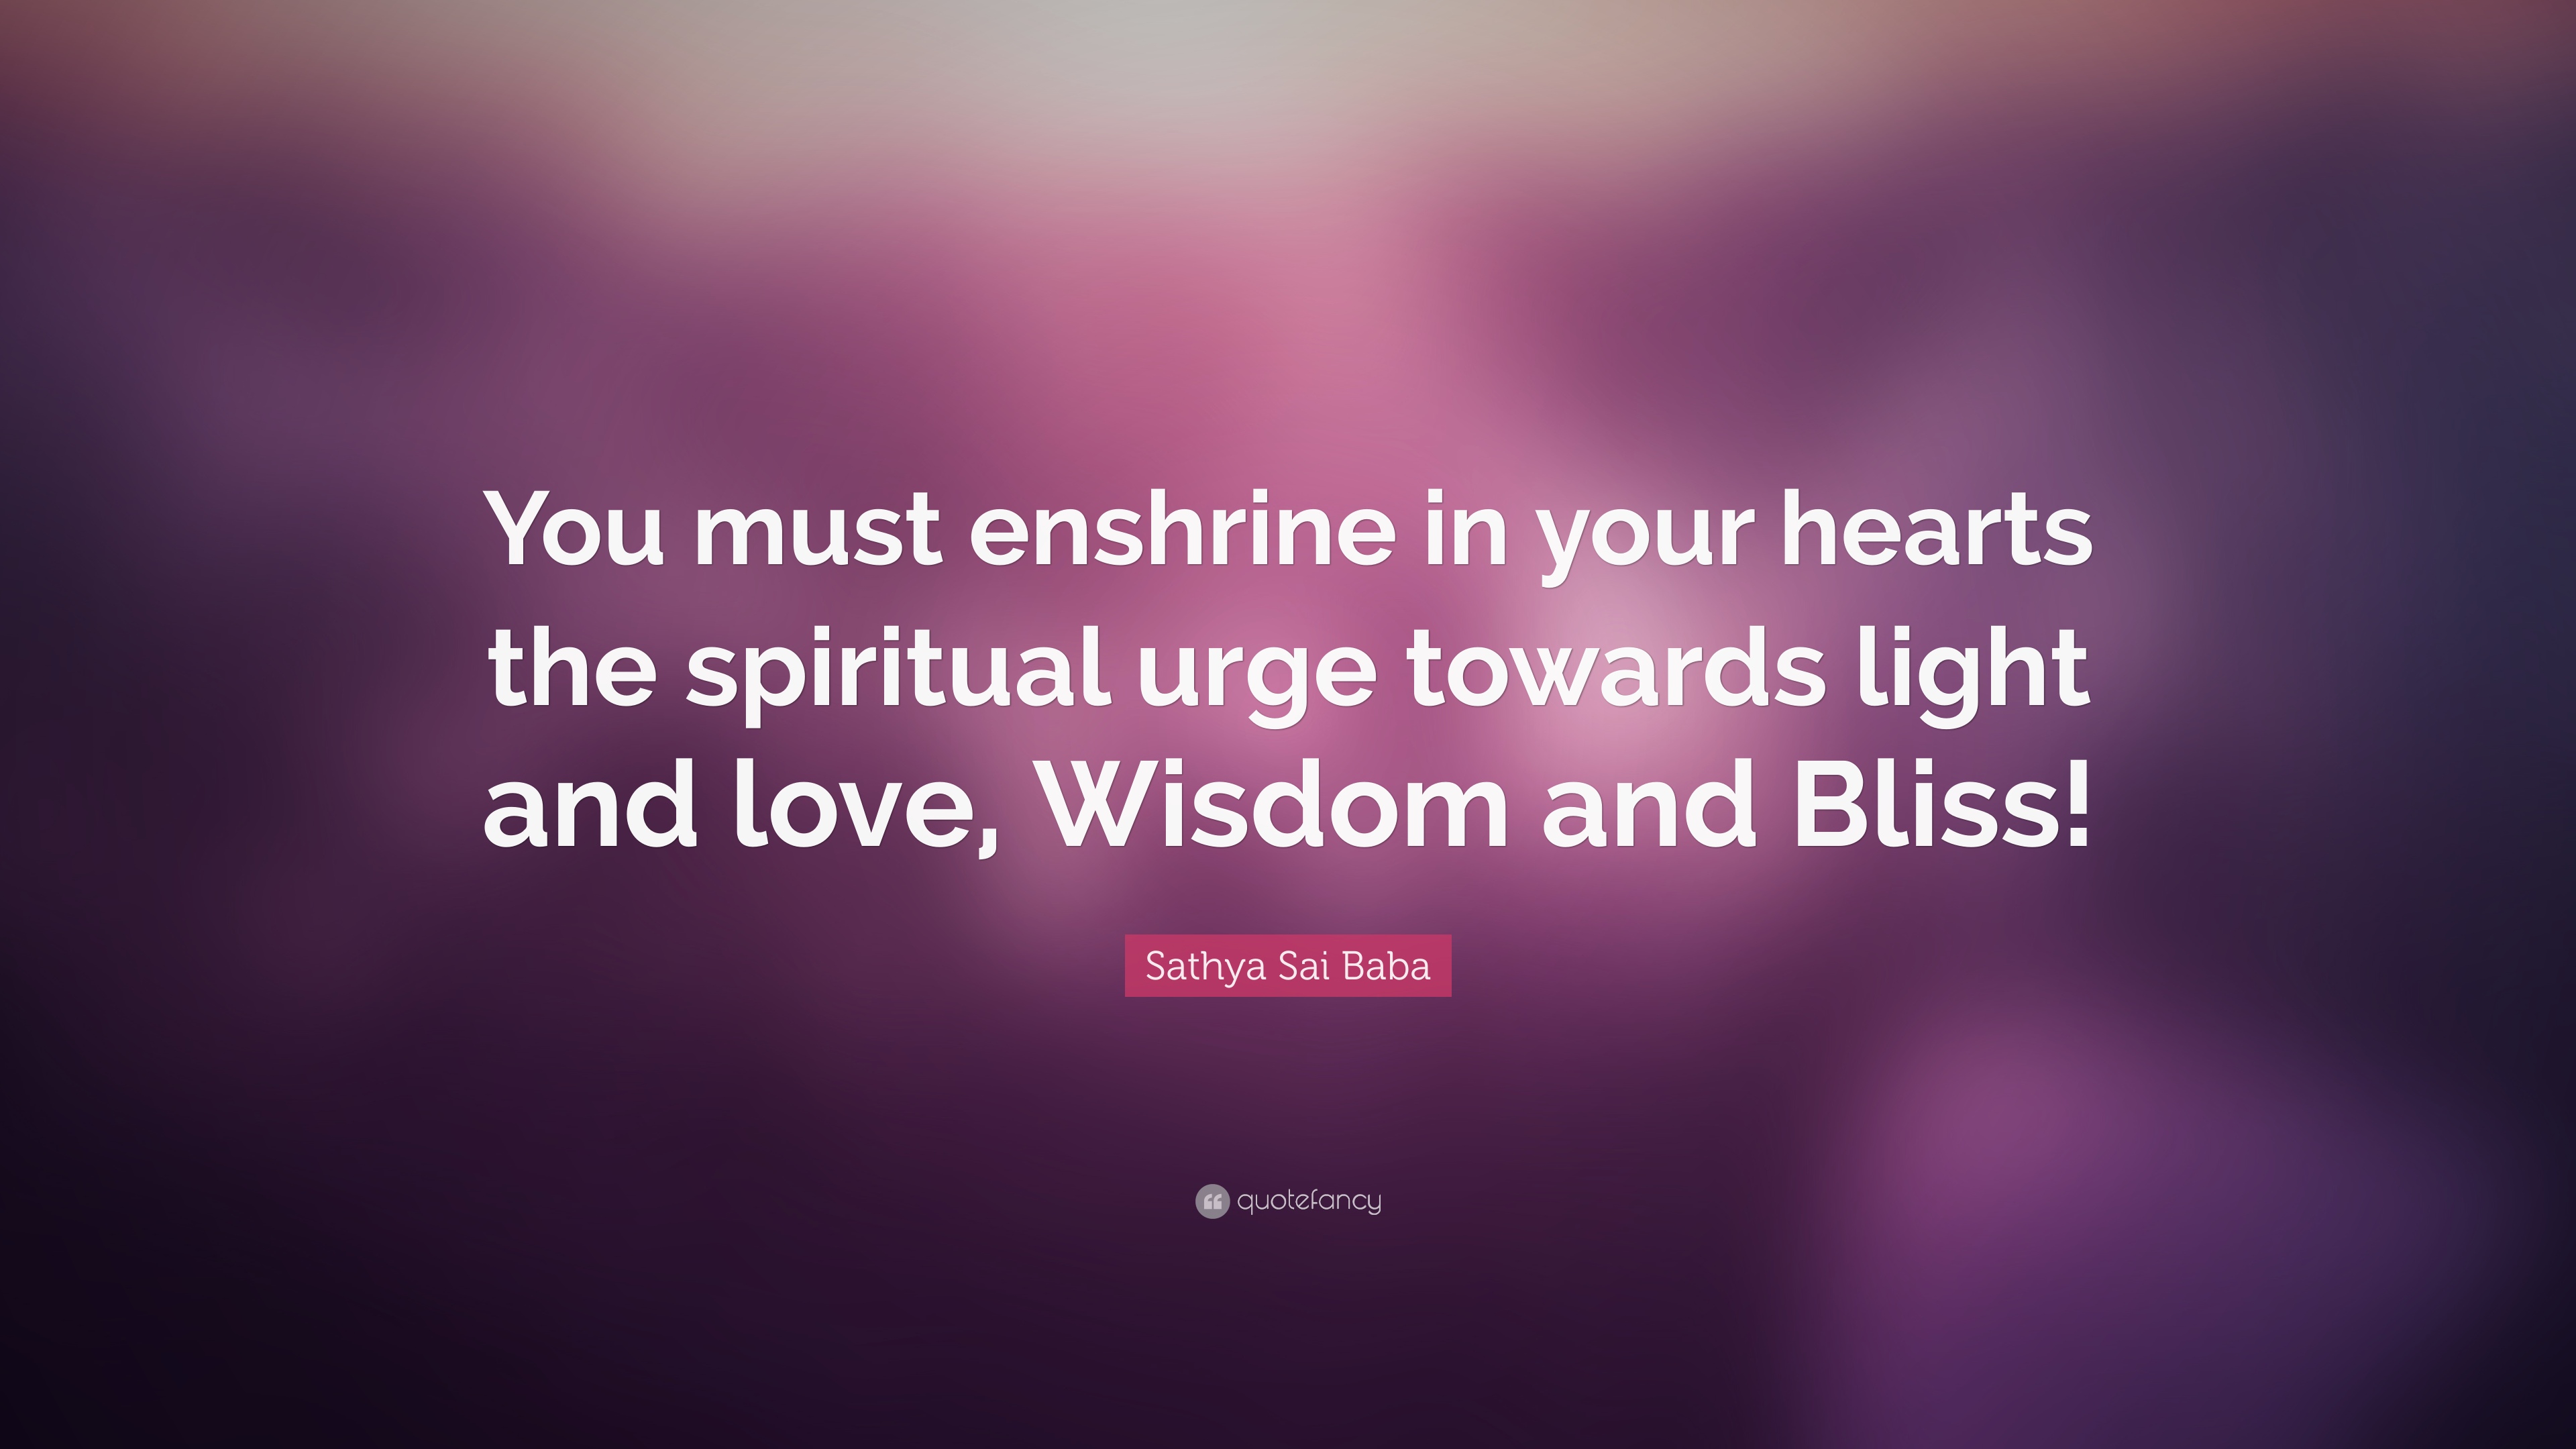 You must enshrine in your hearts
the spiritual urge towards light
and love, Wisdom and Bliss!
Sathya Sai Baba
quotefancy